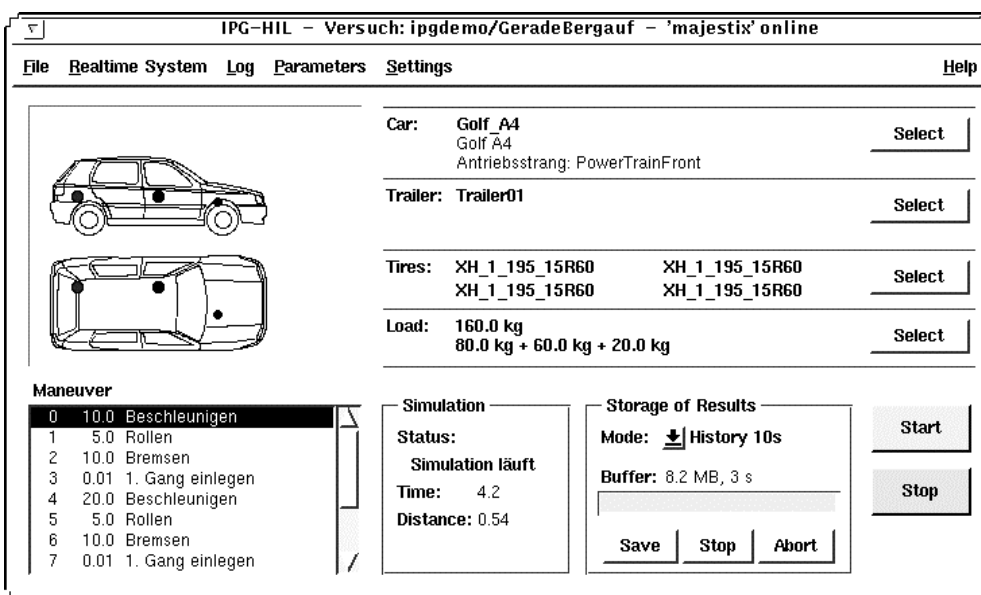 IPG-HIL - Versuch: ipgdemo/GeradeBergauf - 'majestix' online
File Realtime System Log Parameters Settings Help
Car: Golf_A4
Golf A4
Antriebsstrang: PowerTrainFront
Select
Trailer: Trailer01
Select
Tires: XH_1_195_15R60 XH_1_195_15R60
XH_1_195_15R60 XH_1_195_15R60
Select
Load: 160.0 kg
80.0 kg + 60.0 kg + 20.0 kg
Select
Maneuver
0 10.0 Beschleunigen
1 5.0 Rollen
2 10.0 Bremsen
3 0.01 1. Gang einlegen
4 20.0 Beschleunigen
5 5.0 Rollen
6 10.0 Bremsen
7 0.01 1. Gang einlegen
Simulation
Status:
Simulation läuft
Time: 4.2
Distance: 0.54
Storage of Results
Mode: History 10s
Buffer: 8.2 MB, 3 s
Save Stop Abort
Start
Stop